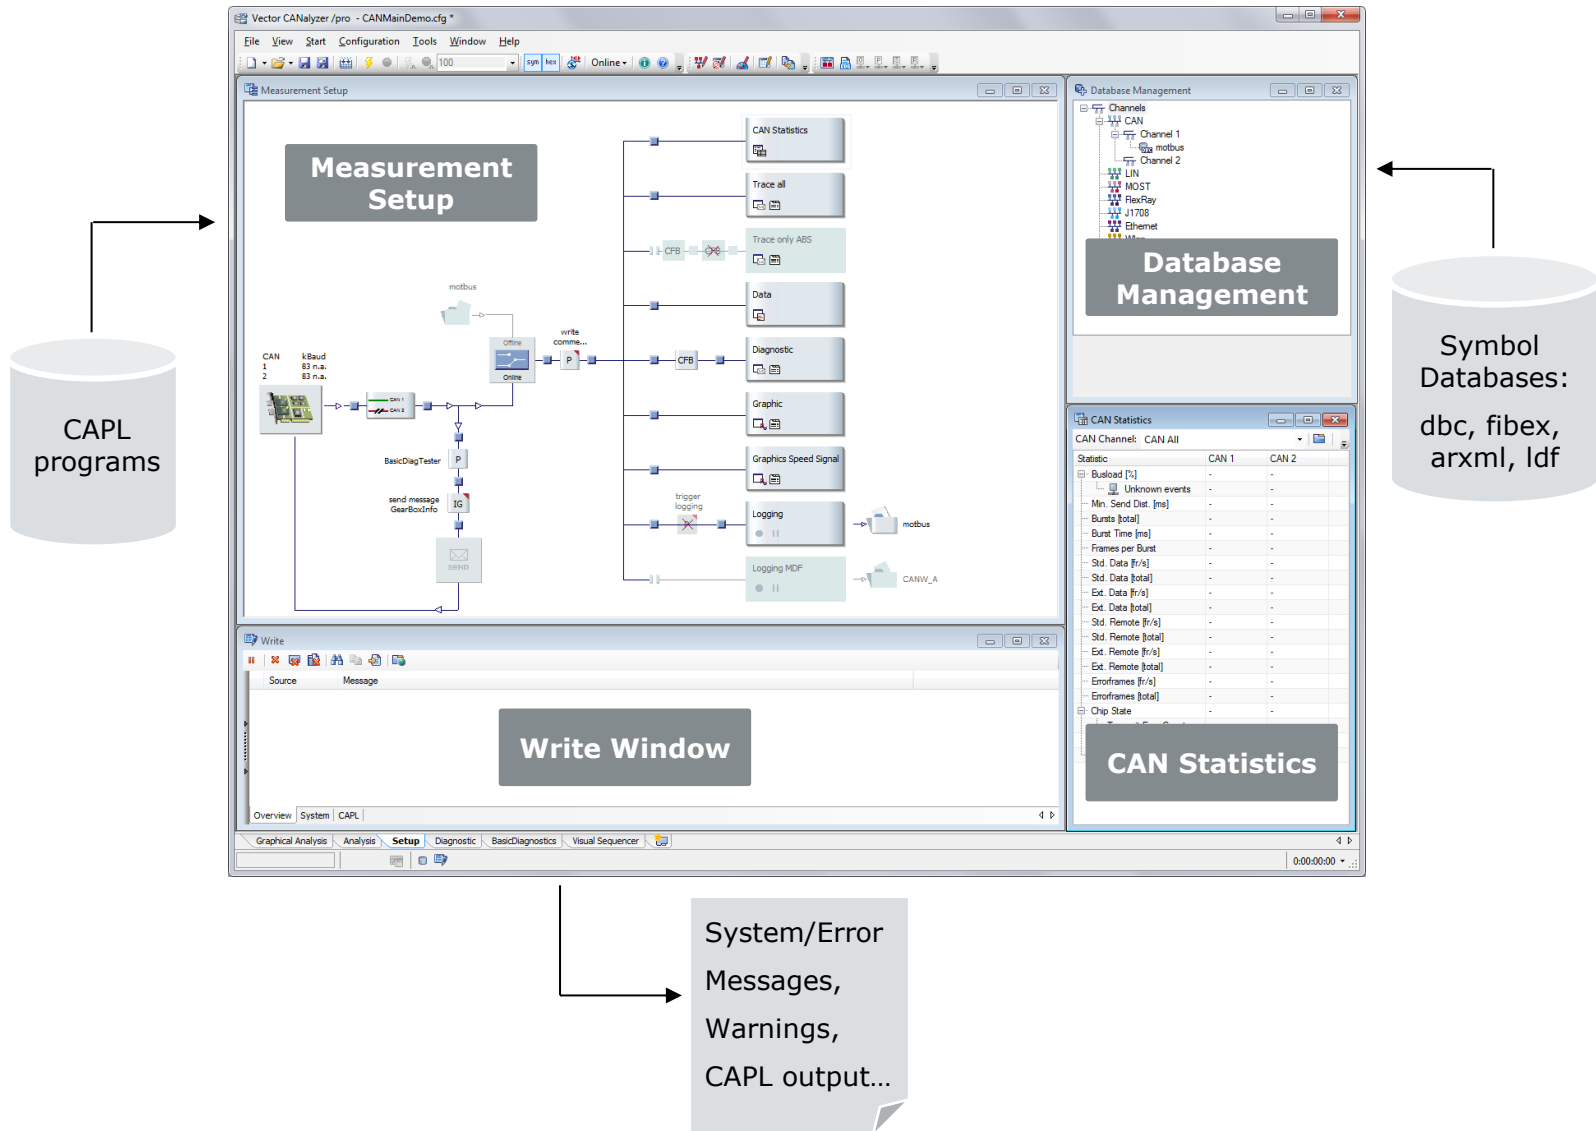 Vector CANalyzer /pro - CANMainDemo.cfg *
File View Start Configuration Tools Window Help
100
sym hex
Online
Measurement Setup
Measurement
Setup
CAN kBaud
1 83 n.a.
2 83 n.a.
CAN 1
CAN 2
motbus
Offline
Online
write
comme...
P
BasicDiagTester
P
send message
GearBoxInfo
IG
SEND
CAN Statistics
Trace all
CFB
Trace only ABS
Data
CFB
Diagnostic
Graphic
Graphics Speed Signal
trigger
logging
Logging
motbus
Logging MDF
CANW_A
Database Management
Channels
CAN
Channel 1
motbus
Channel 2
LIN
MOST
FlexRay
J1708
Ethernet
Database
Management
CAN Statistics
CAN Channel: CAN All
Statistic CAN 1 CAN 2
Busload [%] - -
Unknown events - -
Min. Send Dist. [ms] - -
Bursts [total] - -
Burst Time [ms] - -
Frames per Burst - -
Std. Data [fr/s] - -
Std. Data [total] - -
Ext. Data [fr/s] - -
Ext. Data [total] - -
Std. Remote [fr/s] - -
Std. Remote [total] - -
Ext. Remote [fr/s] - -
Ext. Remote [total] - -
Errorframes [fr/s] - -
Errorframes [total] - -
Chip State - -
CAN Statistics
Write
Source Message
Write Window
Overview System CAPL
Graphical Analysis Analysis Setup Diagnostic BasicDiagnostics Visual Sequencer
0:00:00:00
CAPL
programs
Symbol
Databases:
dbc, fibex,
arxml, ldf
System/Error
Messages,
Warnings,
CAPL output...